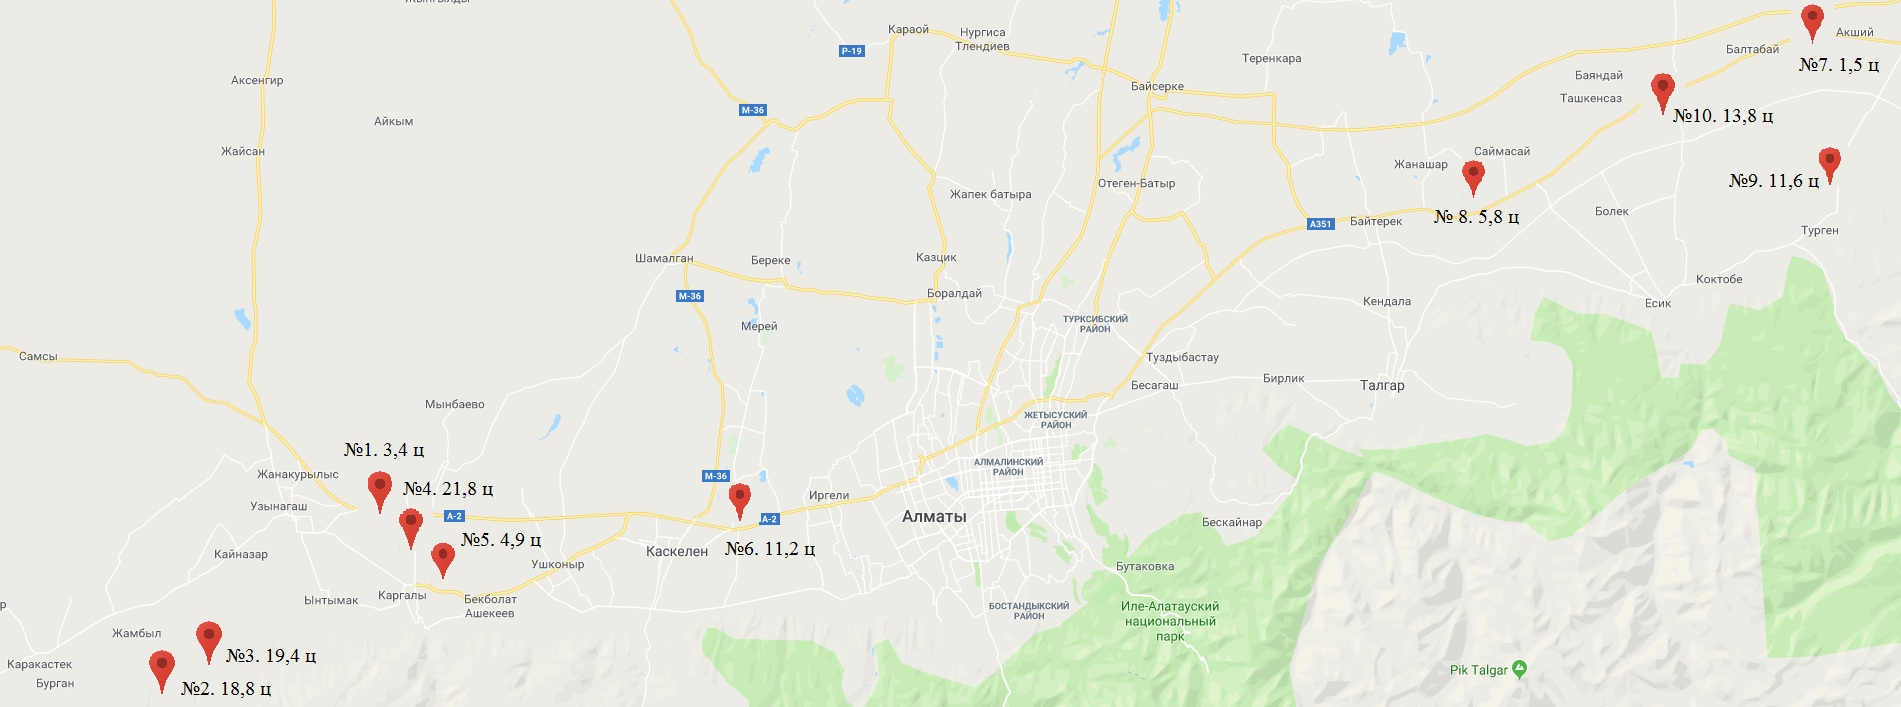 Жынгылды
Караой
Нургиса
Тлендиев
Р-19
Теренкара
Акший
Балтабай
№7. 1,5 ц
Аксенгир
Байсерке
Баяндай
Ташкенсаз
М-36
№10. 13,8 ц
Айкым
Жайсан
Саймасай
Жанашар
Жапек батыра
Отеген-Батыр
№9. 11,6 ц
№ 8. 5,8 ц
Болек
А351
Байтерек
Турген
Шамалган
Береке
Казцик
Коктобе
М-36
Боралдай
Кендала
Есик
Мерей
ТУРКСИБСКИЙ
РАЙОН
Самсы
Туздыбастау
Бесагаш
Бирлик
Талгар
Мынбаево
ЖЕТЫСУСКИЙ
РАЙОН
№1. 3,4 ц
Жанакурылыс
№4. 21,8 ц
М-36
АЛМАЛИНСКИЙ
РАЙОН
Узынагаш
А-2
А-2
Иргели
Алматы
Бескайнар
№5. 4,9 ц
Кайназар
Каскелен
№6. 11,2 ц
Ушконыр
Бутаковка
Ынтымак
Каргалы
Бекболат
Ашекеев
БОСТАНДЫКСКИЙ
РАЙОН
Иле-Алатауский
национальный
парк
р
Жамбыл
№3. 19,4 ц
Каракастек
Бурган
№2. 18,8 ц
Pik Talgar